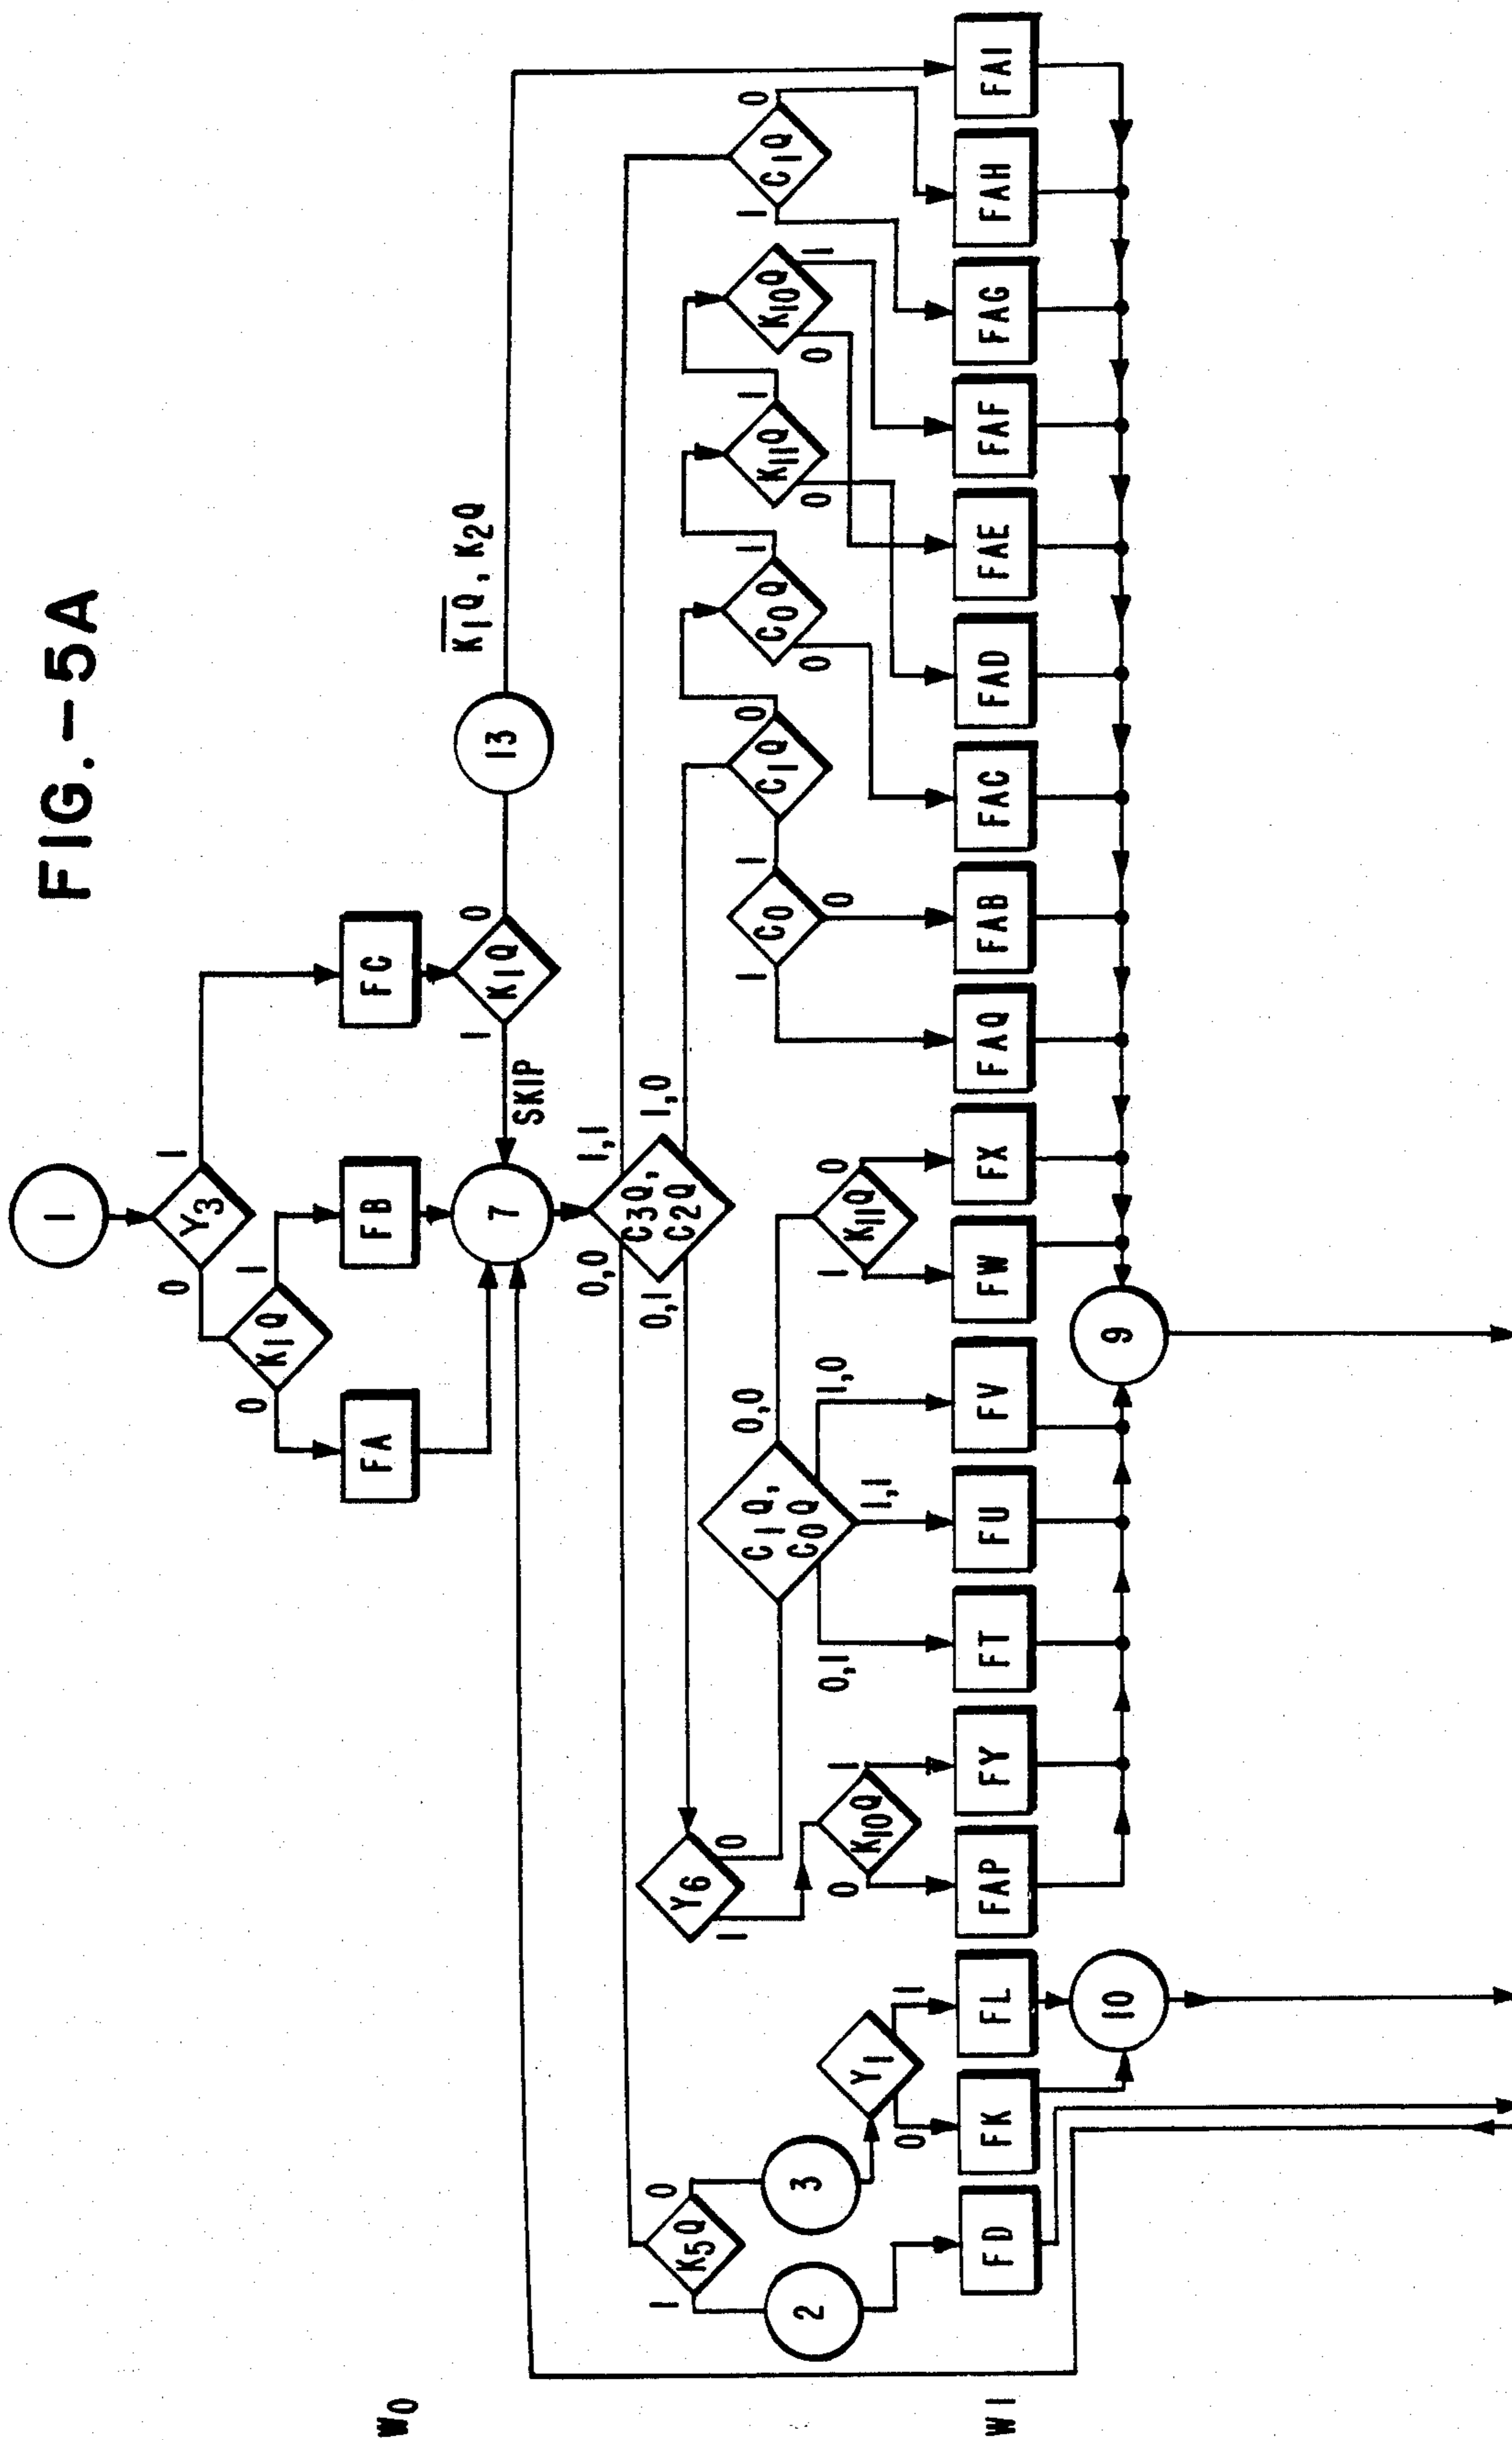 FIG.-5A
1
Y3
0
1
K1Q
0
1
W0
FA
FB
FC
K1Q
1
0
SKIP
7
13
K1Q, K2Q
0,0
1,1
C3Q,
C2Q
0,1
1,0
K5Q
1
0
Y6
1
0
2
3
C1Q,
C0Q
0,0
0,1
1,1
1,0
C0
1
0
C1Q
1
0
C0Q
0
1
K11Q
0
1
K10Q
0
1
C1Q
1
0
Y1
0
1
K10Q
0
1
K11Q
1
0
W1
FD
FK
FL
FAP
FY
FT
FU
FV
FW
FX
FAQ
FAB
FAC
FAD
FAE
FAF
FAG
FAH
FAI
10
9